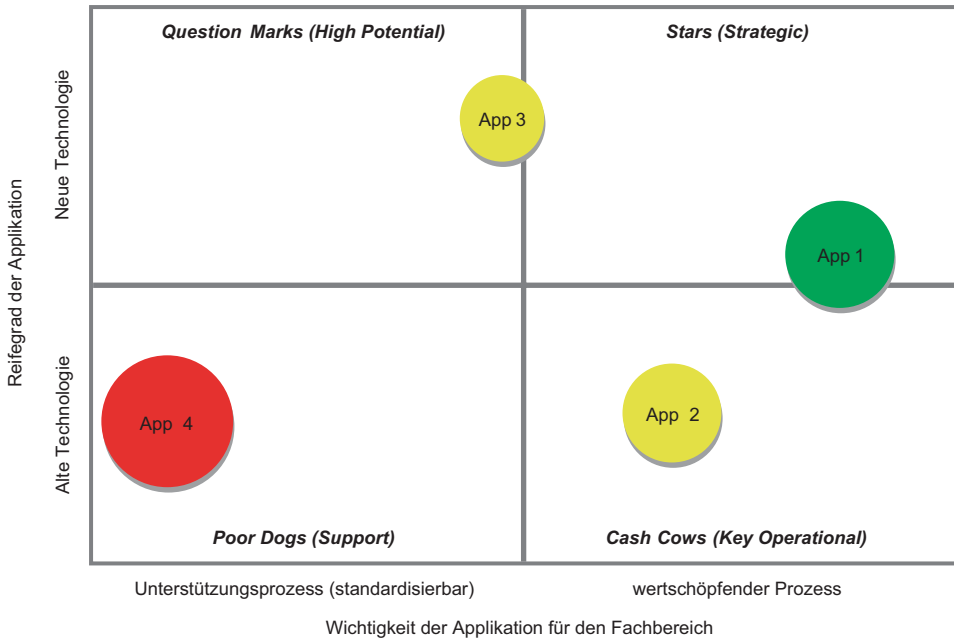 Question Marks (High Potential)
Stars (Strategic)
Neue Technologie
App 3
App 1
Reifegrad der Applikation
Alte Technologie
App 4
App 2
Poor Dogs (Support)
Cash Cows (Key Operational)
Unterstützungsprozess (standardisierbar)
wertschöpfender Prozess
Wichtigkeit der Applikation für den Fachbereich